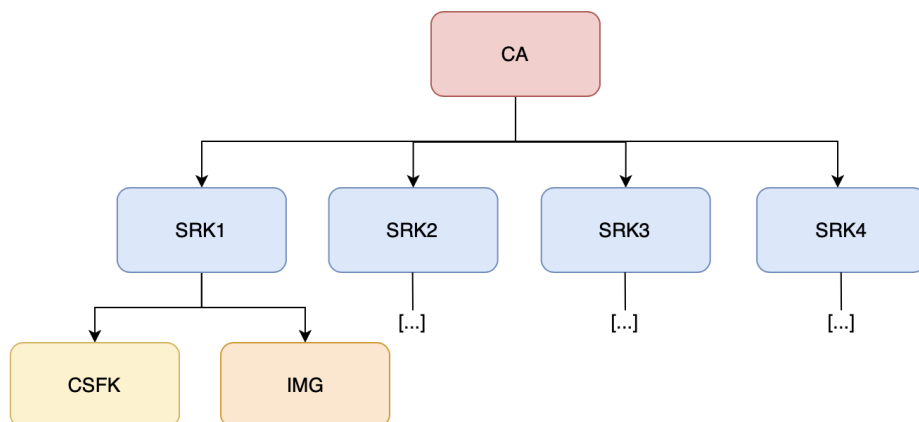 CA
SRK1
SRK2
SRK3
SRK4
[...]
[...]
[...]
CSFK
IMG